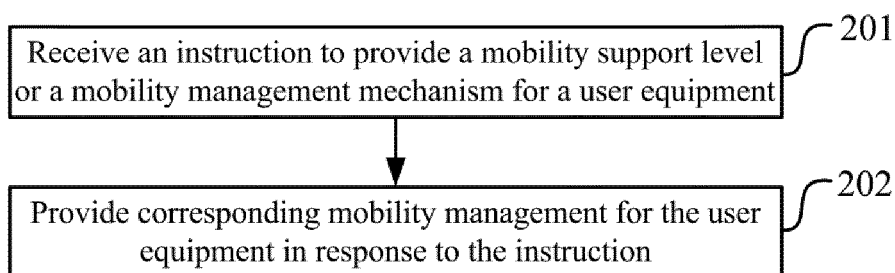 Receive an instruction to provide a mobility support level
or a mobility management mechanism for a user equipment
201
Provide corresponding mobility management for the user
equipment in response to the instruction
202